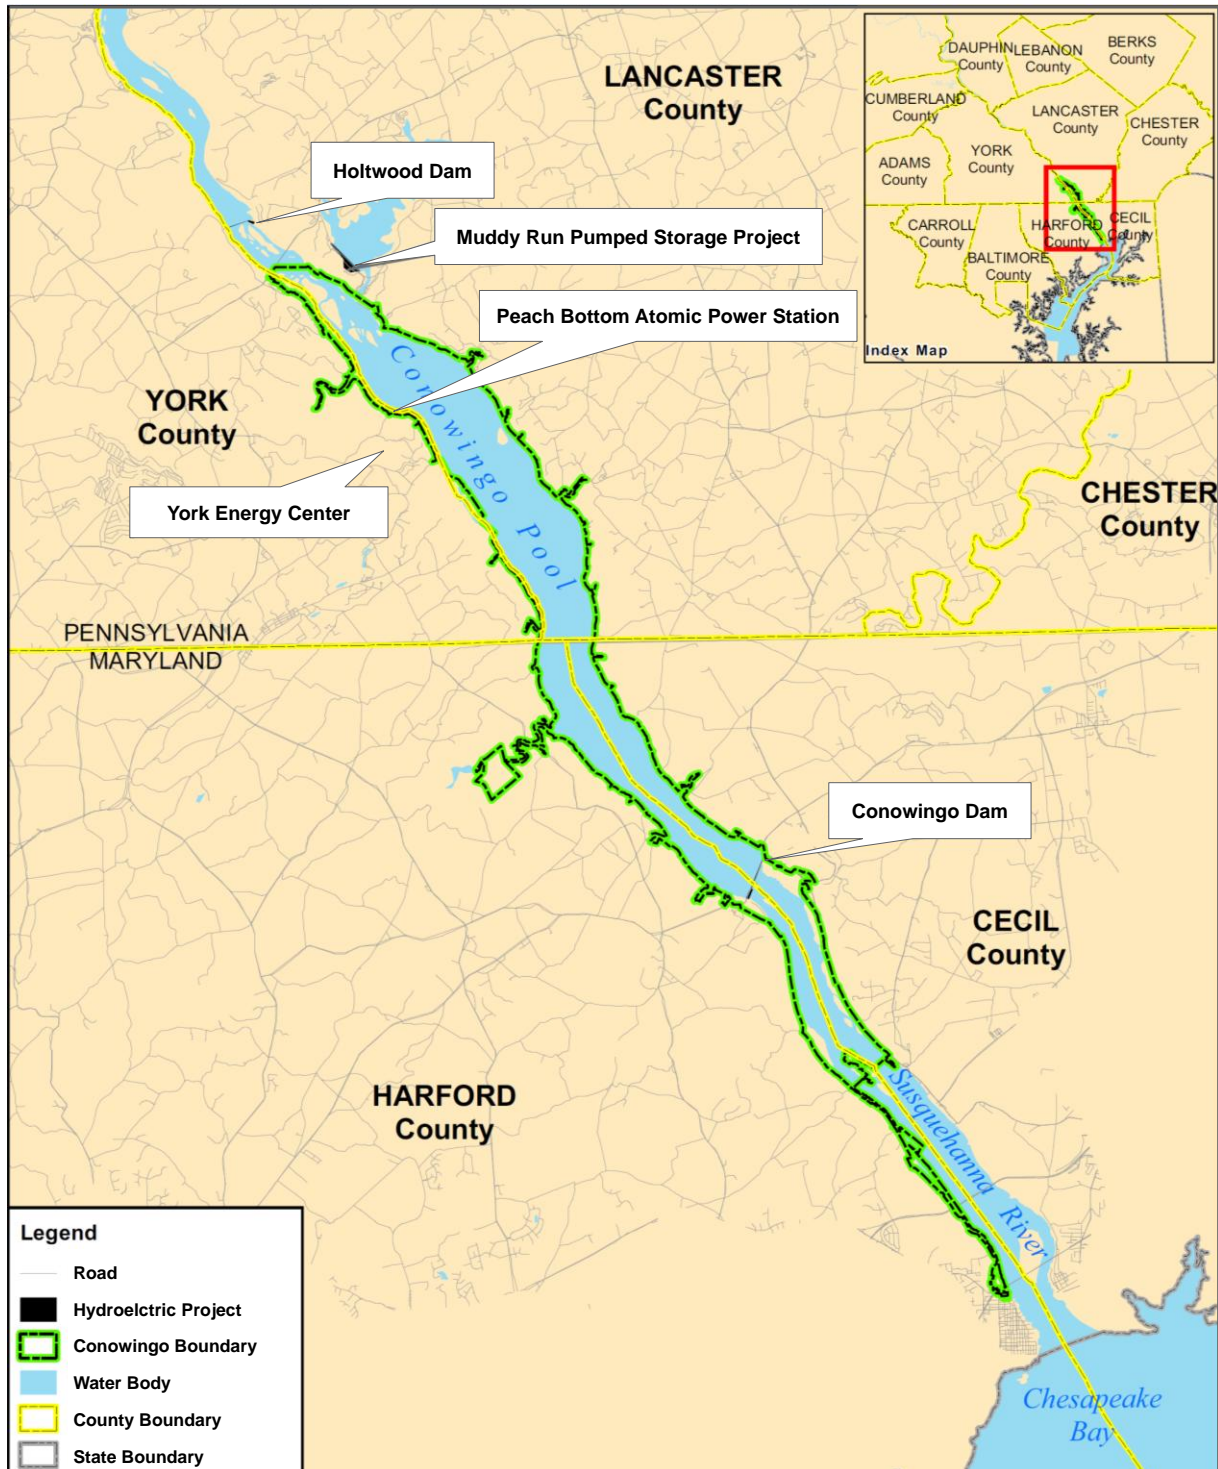 LANCASTER
County
Holtwood Dam
Muddy Run Pumped Storage Project
Peach Bottom Atomic Power Station
Conowingo Pool
YORK
County
York Energy Center
CHESTER
County
PENNSYLVANIA
MARYLAND
Conowingo Dam
CECIL
County
HARFORD
County
Susquehanna River
Chesapeake
Bay
DAUPHIN
County
LEBANON
County
BERKS
County
CUMBERLAND
County
LANCASTER
County
CHESTER
County
YORK
County
ADAMS
County
CARROLL
County
HARFORD
County
CECIL
County
BALTIMORE
County
Index Map
Legend
Road
Hydroelctric Project
Conowingo Boundary
Water Body
County Boundary
State Boundary